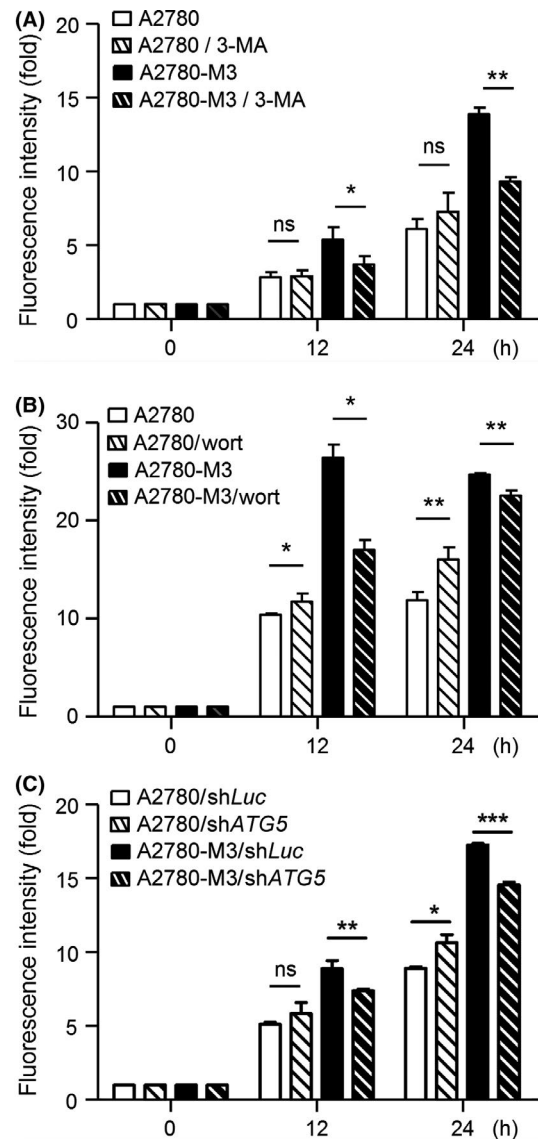 (A)
A2780
A2780 / 3-MA
A2780-M3
A2780-M3 / 3-MA
Fluorescence intensity (fold)
20
15
10
5
0
ns
*
ns
**
0 12 24 (h)
(B)
A2780
A2780/wort
A2780-M3
A2780-M3/wort
Fluorescence intensity (fold)
30
20
10
0
*
*
**
**
0 12 24 (h)
(C)
A2780/shLuc
A2780/shATG5
A2780-M3/shLuc
A2780-M3/shATG5
Fluorescence intensity (fold)
20
15
10
5
0
ns
**
*
***
0 12 24 (h)